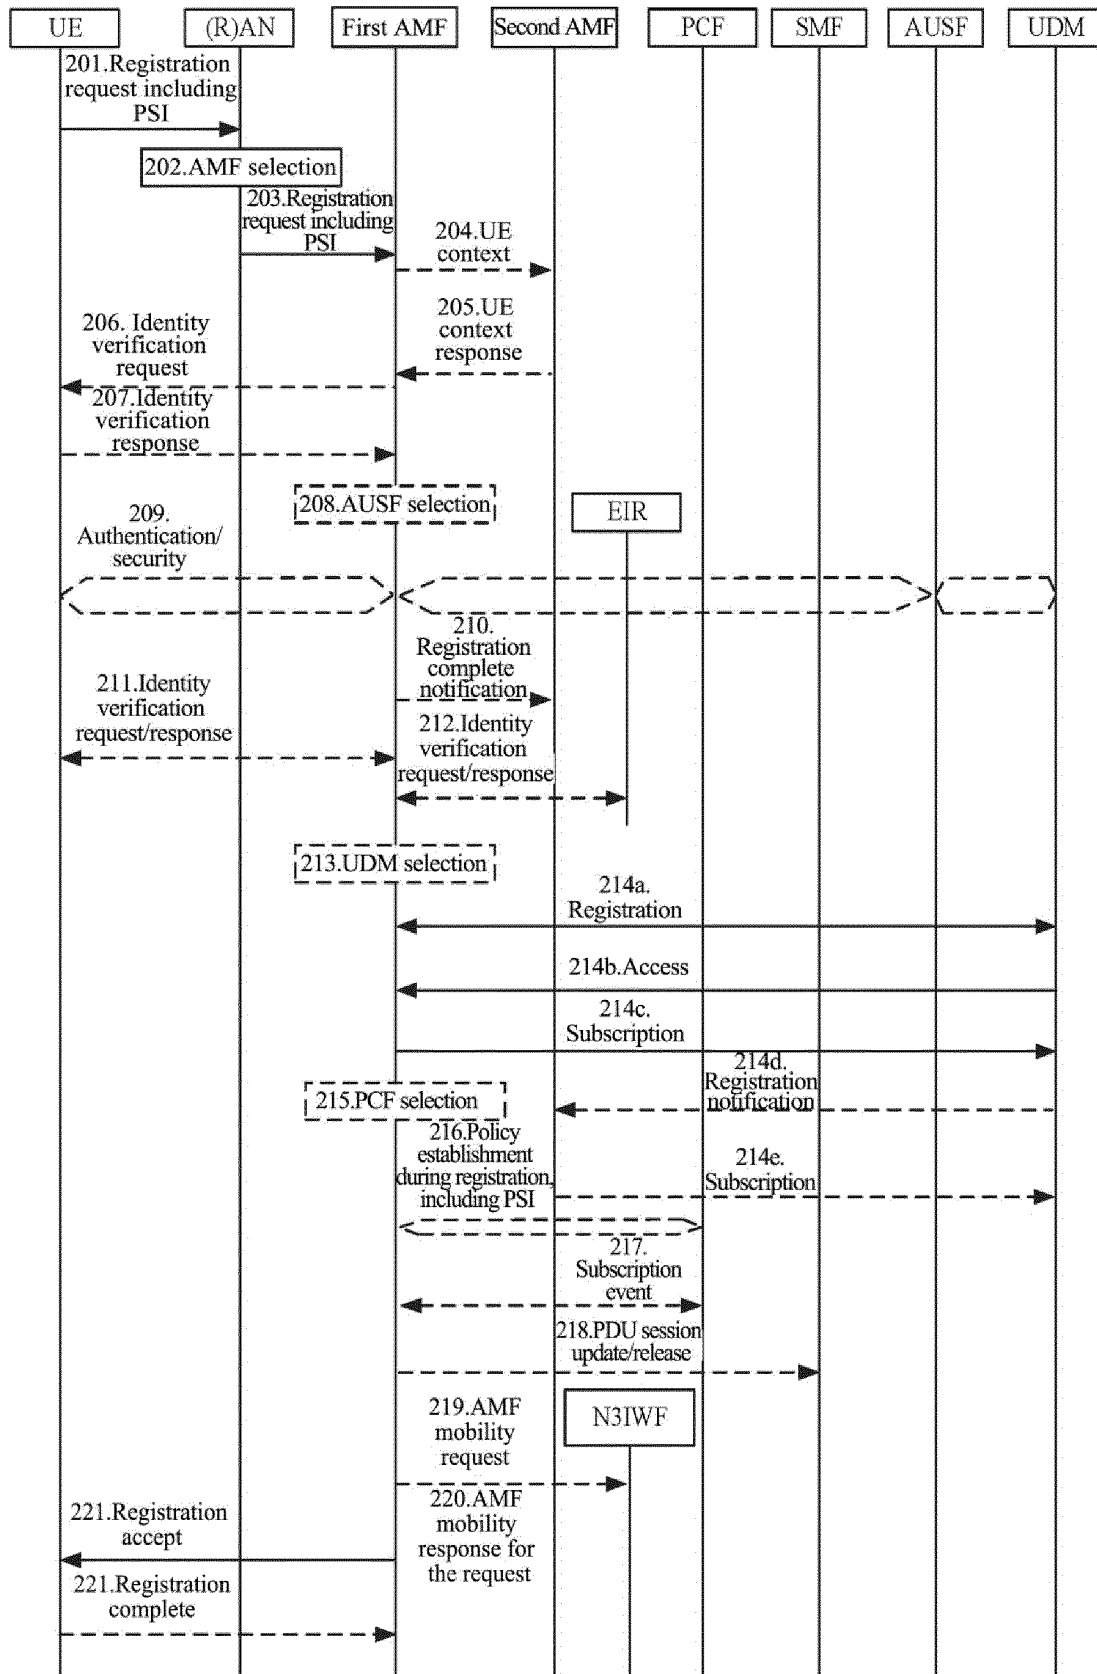 UE
(R)AN
First AMF
Second AMF
PCF
SMF
AUSF
UDM
201.Registration
request including
PSI
202.AMF selection
203.Registration
request including
PSI
204.UE
context
205.UE
context
response
206. Identity
verification
request
207.Identity
verification
response
208.AUSF selection
EIR
209.
Authentication/
security
210.
Registration
complete
notification
211.Identity
verification
request/response
212.Identity
verification
request/response
213.UDM selection
214a.
Registration
214b.Access
214c.
Subscription
214d.
Registration
notification
215.PCF selection
216.Policy
establishment
during registration,
including PSI
214e.
Subscription
217.
Subscription
event
218.PDU session
update/release
219.AMF
mobility
request
N3IWF
220.AMF
mobility
response for
the request
221.Registration
accept
221.Registration
complete